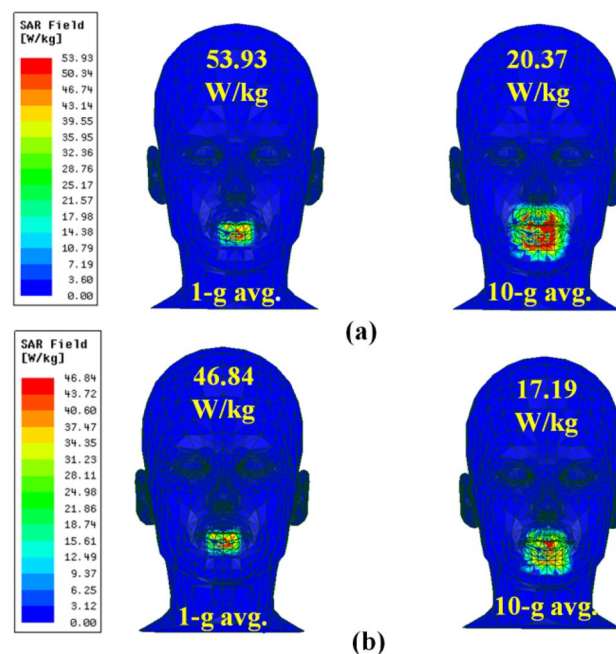 SAR Field
[W/kg]
53.93
50.34
46.74
43.14
39.55
35.95
32.36
28.76
25.17
21.57
17.98
14.38
10.79
7.19
3.60
0.00
53.93
W/kg
1-g avg.
20.37
W/kg
10-g avg.
(a)
SAR Field
[W/kg]
46.84
43.72
40.60
37.47
34.35
31.23
28.11
24.98
21.86
18.74
15.61
12.49
9.37
6.25
3.12
0.00
46.84
W/kg
1-g avg.
17.19
W/kg
10-g avg.
(b)